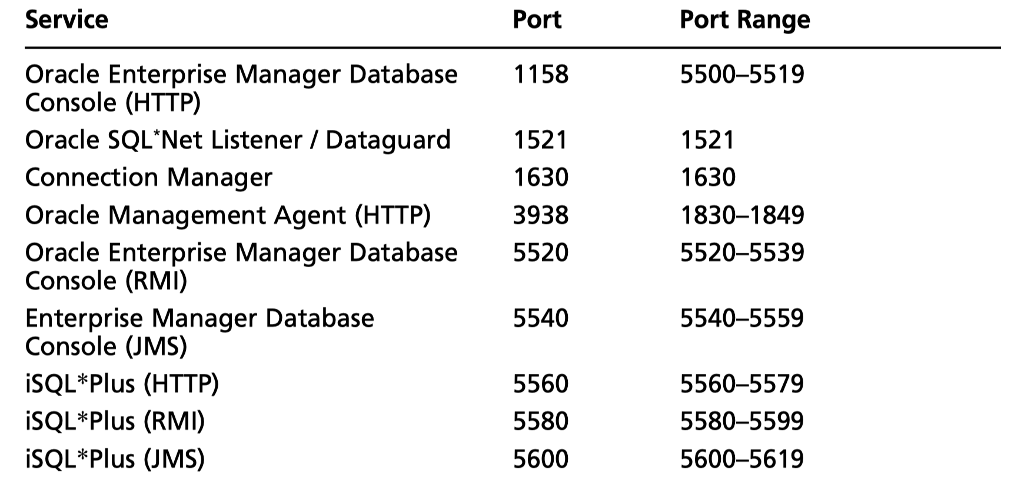 Service Port Port Range
Oracle Enterprise Manager Database 1158 5500–5519
Console (HTTP)
Oracle SQL*Net Listener / Dataguard 1521 1521
Connection Manager 1630 1630
Oracle Management Agent (HTTP) 3938 1830–1849
Oracle Enterprise Manager Database 5520 5520–5539
Console (RMI)
Enterprise Manager Database 5540 5540–5559
Console (JMS)
iSQL*Plus (HTTP) 5560 5560–5579
iSQL*Plus (RMI) 5580 5580–5599
iSQL*Plus (JMS) 5600 5600–5619